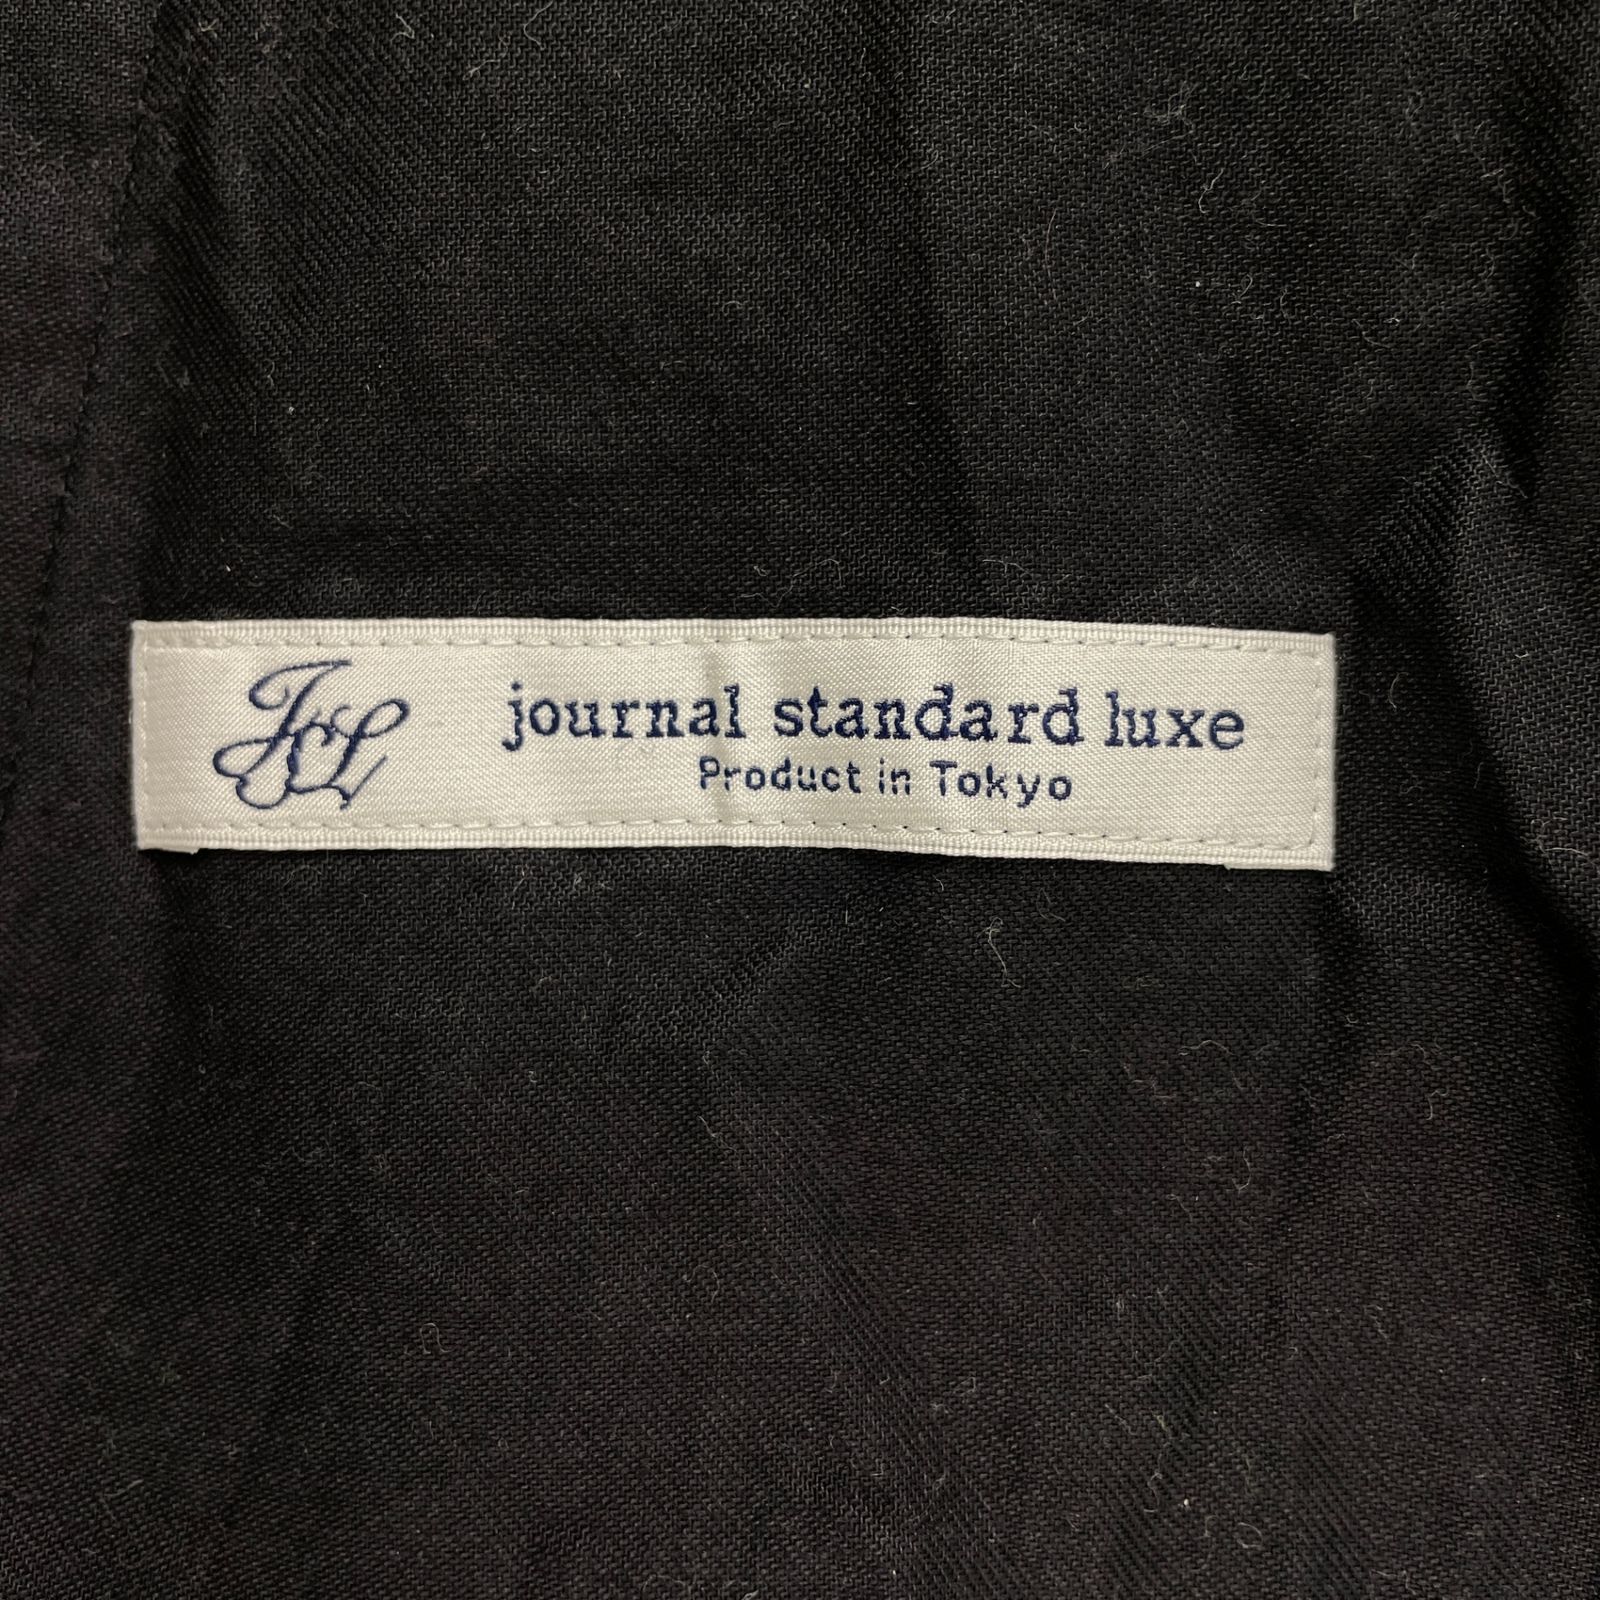 JSL
journal standard luxe
Product in Tokyo